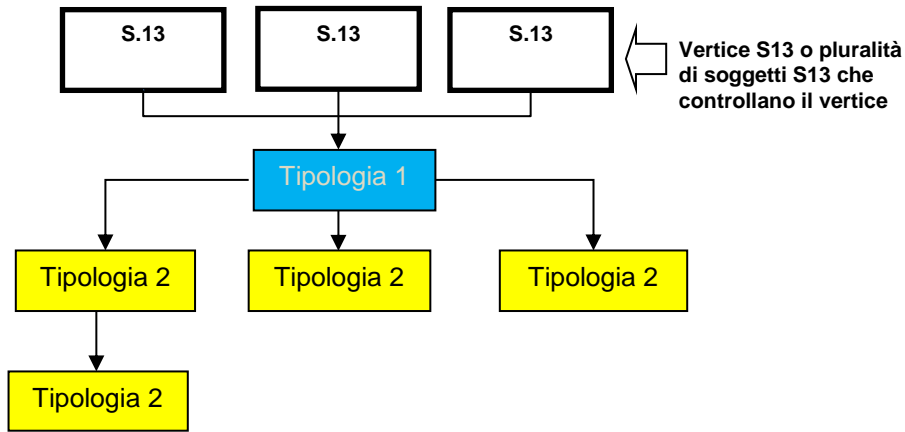 S.13
S.13
S.13
Vertice S13 o pluralità
di soggetti S13 che
controllano il vertice
Tipologia 1
Tipologia 2
Tipologia 2
Tipologia 2
Tipologia 2